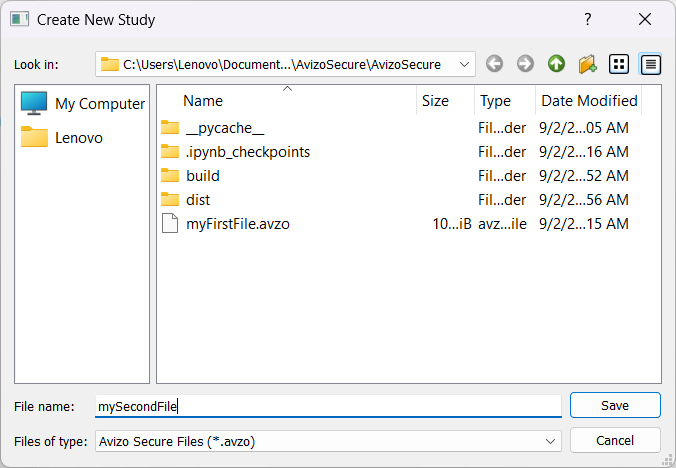 Create New Study
?
Look in: C:\Users\Lenovo\Document...\AvizoSecure\AvizoSecure
My Computer
Lenovo
Name Size Type Date Modified
__pycache__ Fil...der 9/2/2...05 AM
.ipynb_checkpoints Fil...der 9/2/2...16 AM
build Fil...der 9/2/2...52 AM
dist Fil...der 9/2/2...56 AM
myFirstFile.avzo 10...iB avz...ile 9/2/2...15 AM
File name: mySecondFile Save
Files of type: Avizo Secure Files (*.avzo) Cancel